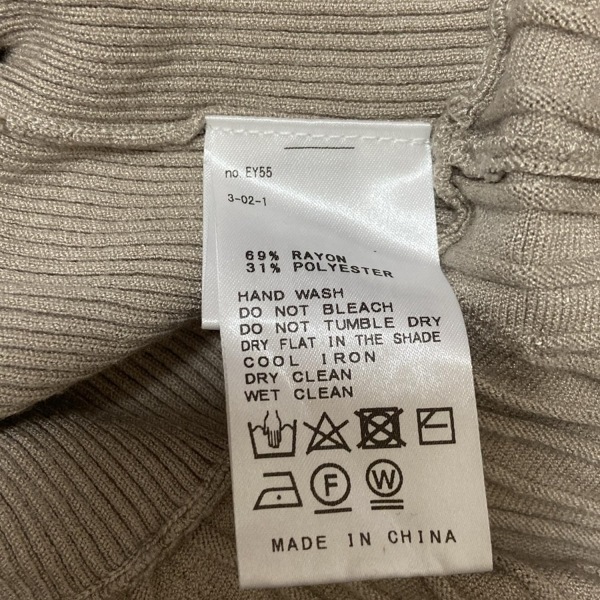 no. EY55
3-02-1
69% RAYON
31% POLYESTER
HAND WASH
DO NOT BLEACH
DO NOT TUMBLE DRY
DRY FLAT IN THE SHADE
COOL IRON
DRY CLEAN
WET CLEAN
F W
MADE IN CHINA